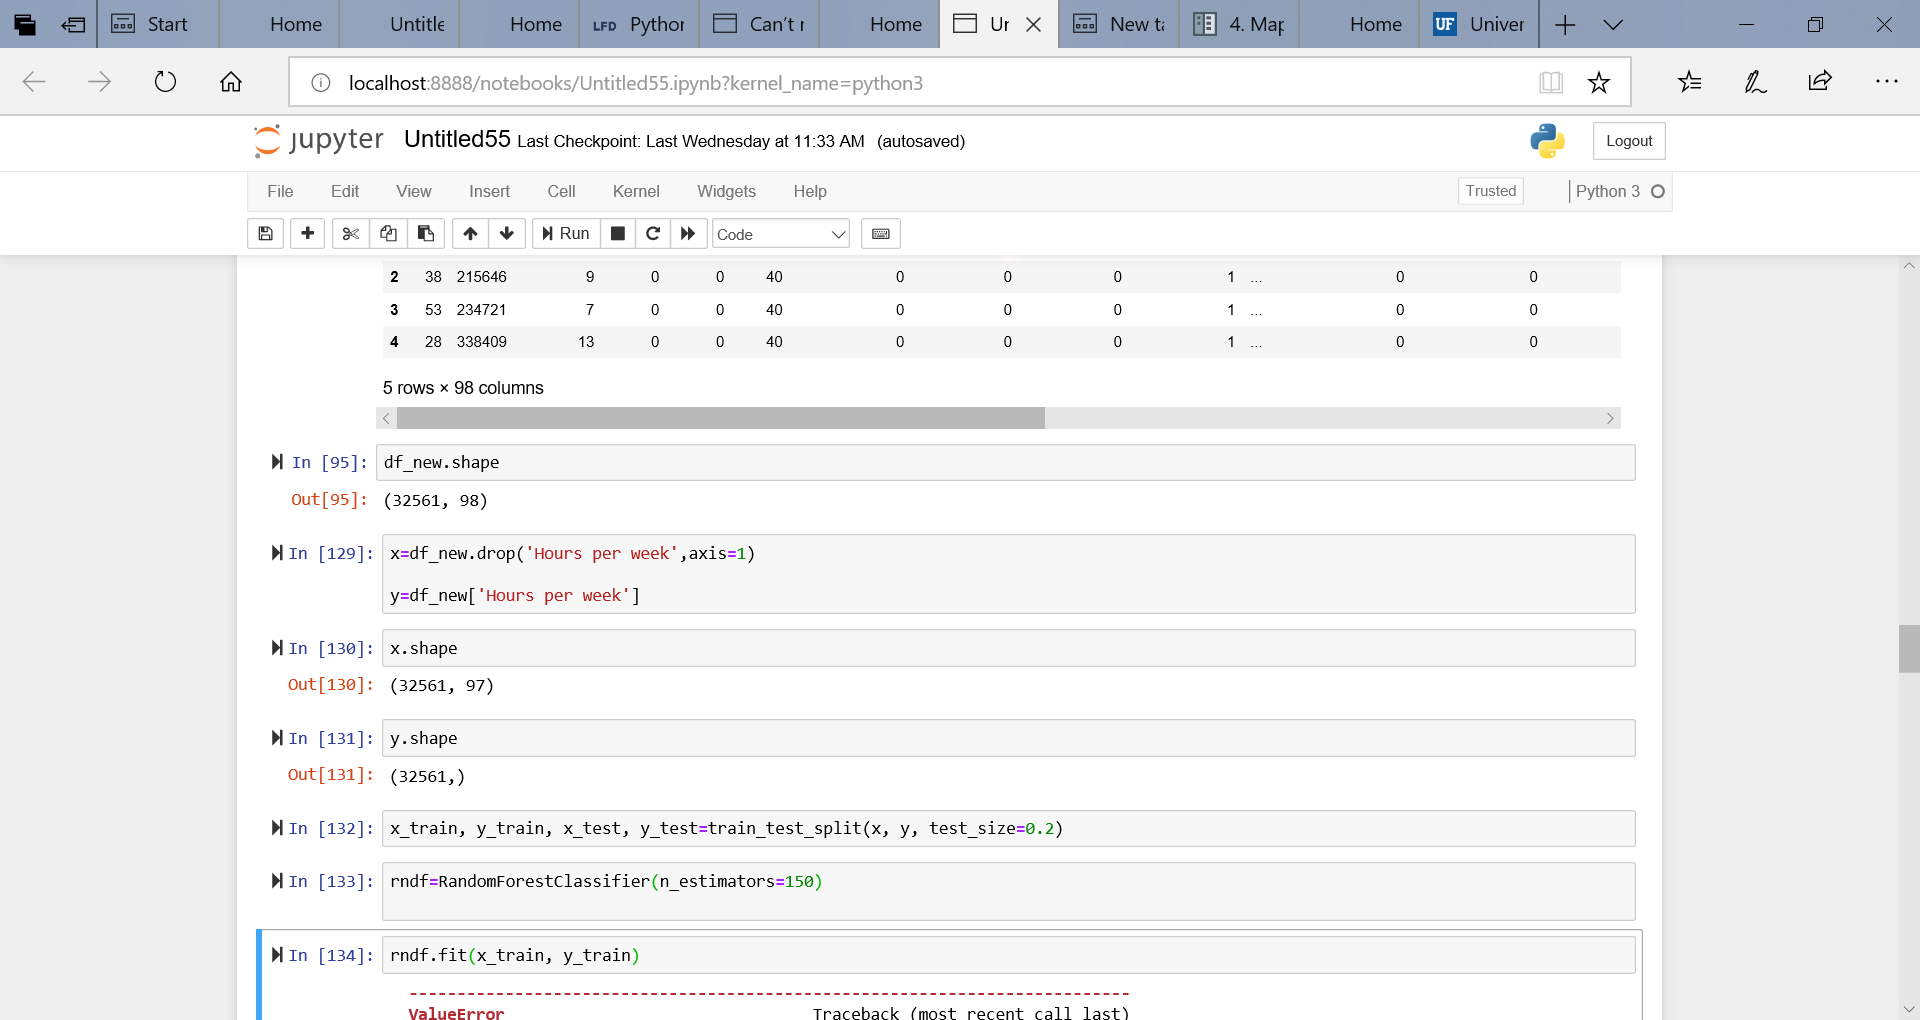 Start Home Untitle Home LFD Python Can't r Home Ur New ta 4. Map Home UF Univer
localhost:8888/notebooks/Untitled55.ipynb?kernel_name=python3
jupyter Untitled55 Last Checkpoint: Last Wednesday at 11:33 AM (autosaved) Logout
File Edit View Insert Cell Kernel Widgets Help Trusted Python 3
Run Code
2 38 215646 9 0 0 40 0 0 0 1 ... 0 0
3 53 234721 7 0 0 40 0 0 0 1 ... 0 0
4 28 338409 13 0 0 40 0 0 0 1 ... 0 0
5 rows × 98 columns
In [95]: df_new.shape
Out[95]: (32561, 98)
In [129]: x=df_new.drop('Hours per week',axis=1)
y=df_new['Hours per week']
In [130]: x.shape
Out[130]: (32561, 97)
In [131]: y.shape
Out[131]: (32561,)
In [132]: x_train, y_train, x_test, y_test=train_test_split(x, y, test_size=0.2)
In [133]: rndf=RandomForestClassifier(n_estimators=150)
In [134]: rndf.fit(x_train, y_train)
---------------------------------------------------------------------------
ValueError Traceback (most recent call last)